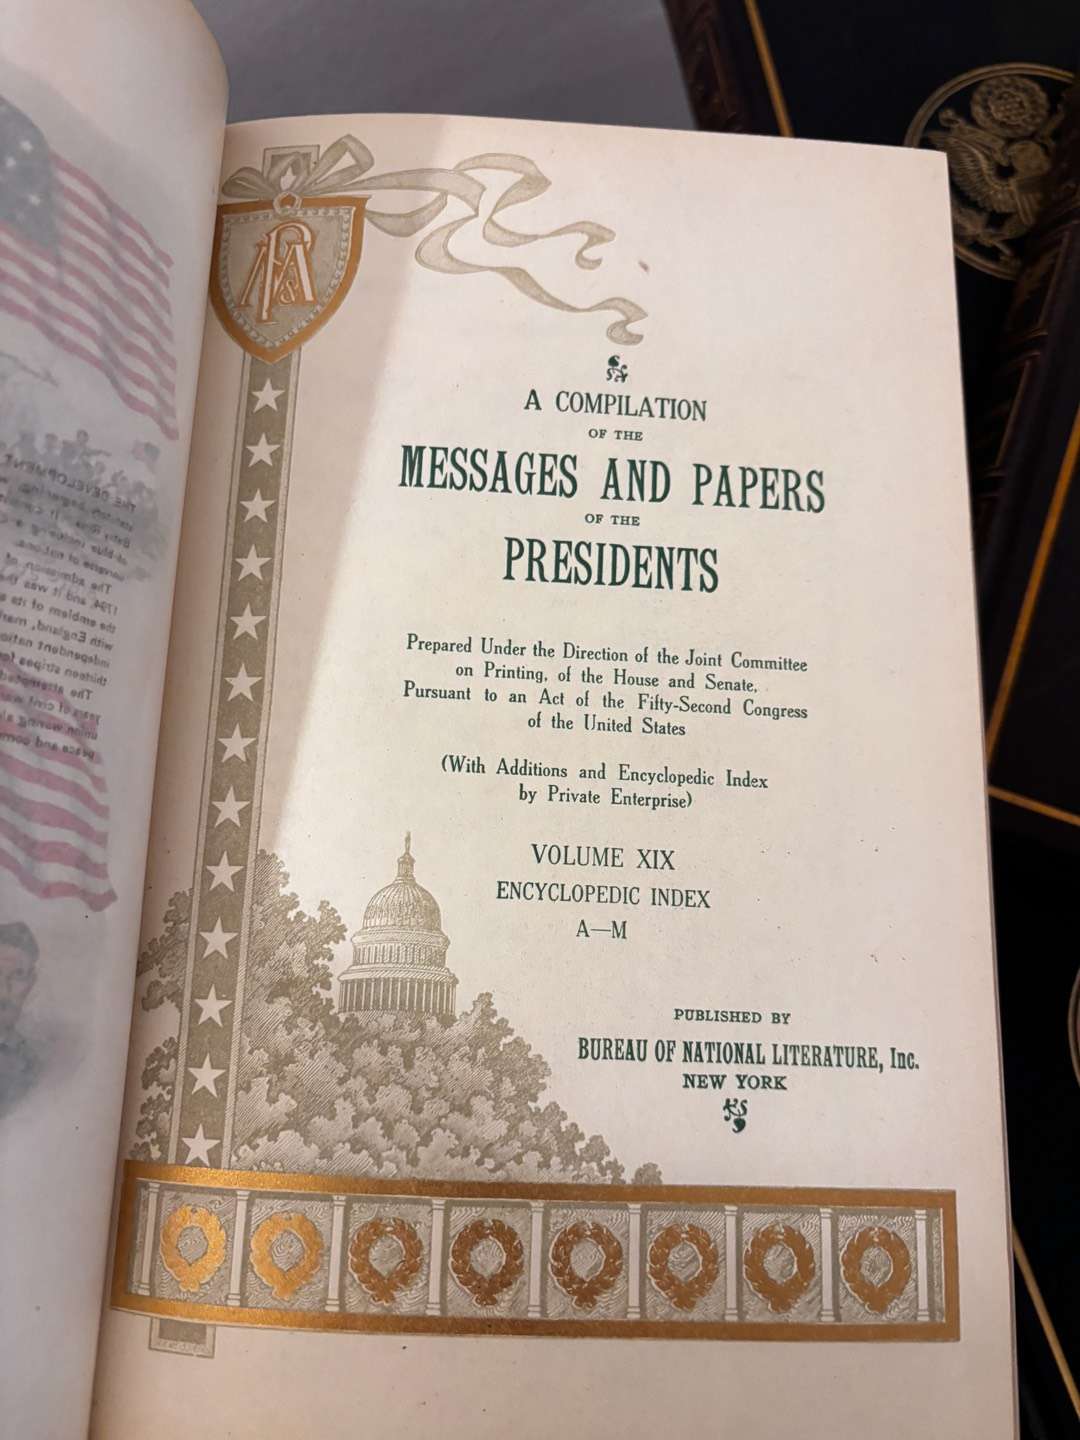 A COMPILATION
OF THE
MESSAGES AND PAPERS
OF THE
PRESIDENTS
Prepared Under the Direction of the Joint Committee
on Printing, of the House and Senate,
Pursuant to an Act of the Fifty-Second Congress
of the United States
(With Additions and Encyclopedic Index
by Private Enterprise)
VOLUME XIX
ENCYCLOPEDIC INDEX
A—M
PUBLISHED BY
BUREAU OF NATIONAL LITERATURE, Inc.
NEW YORK